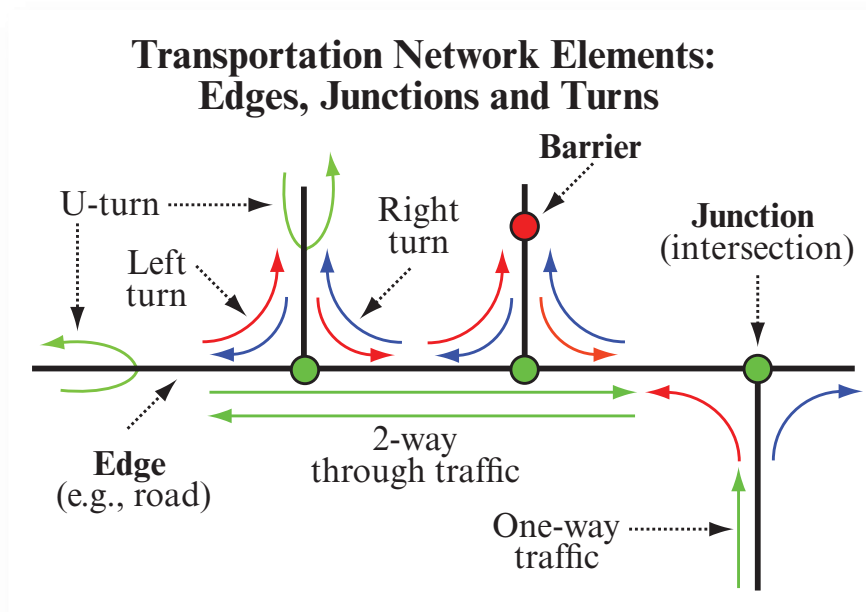 Transportation Network Elements:
Edges, Junctions and Turns
Barrier
U-turn
Right
turn
Junction
(intersection)
Left
turn
2-way
through traffic
Edge
(e.g., road)
One-way
traffic